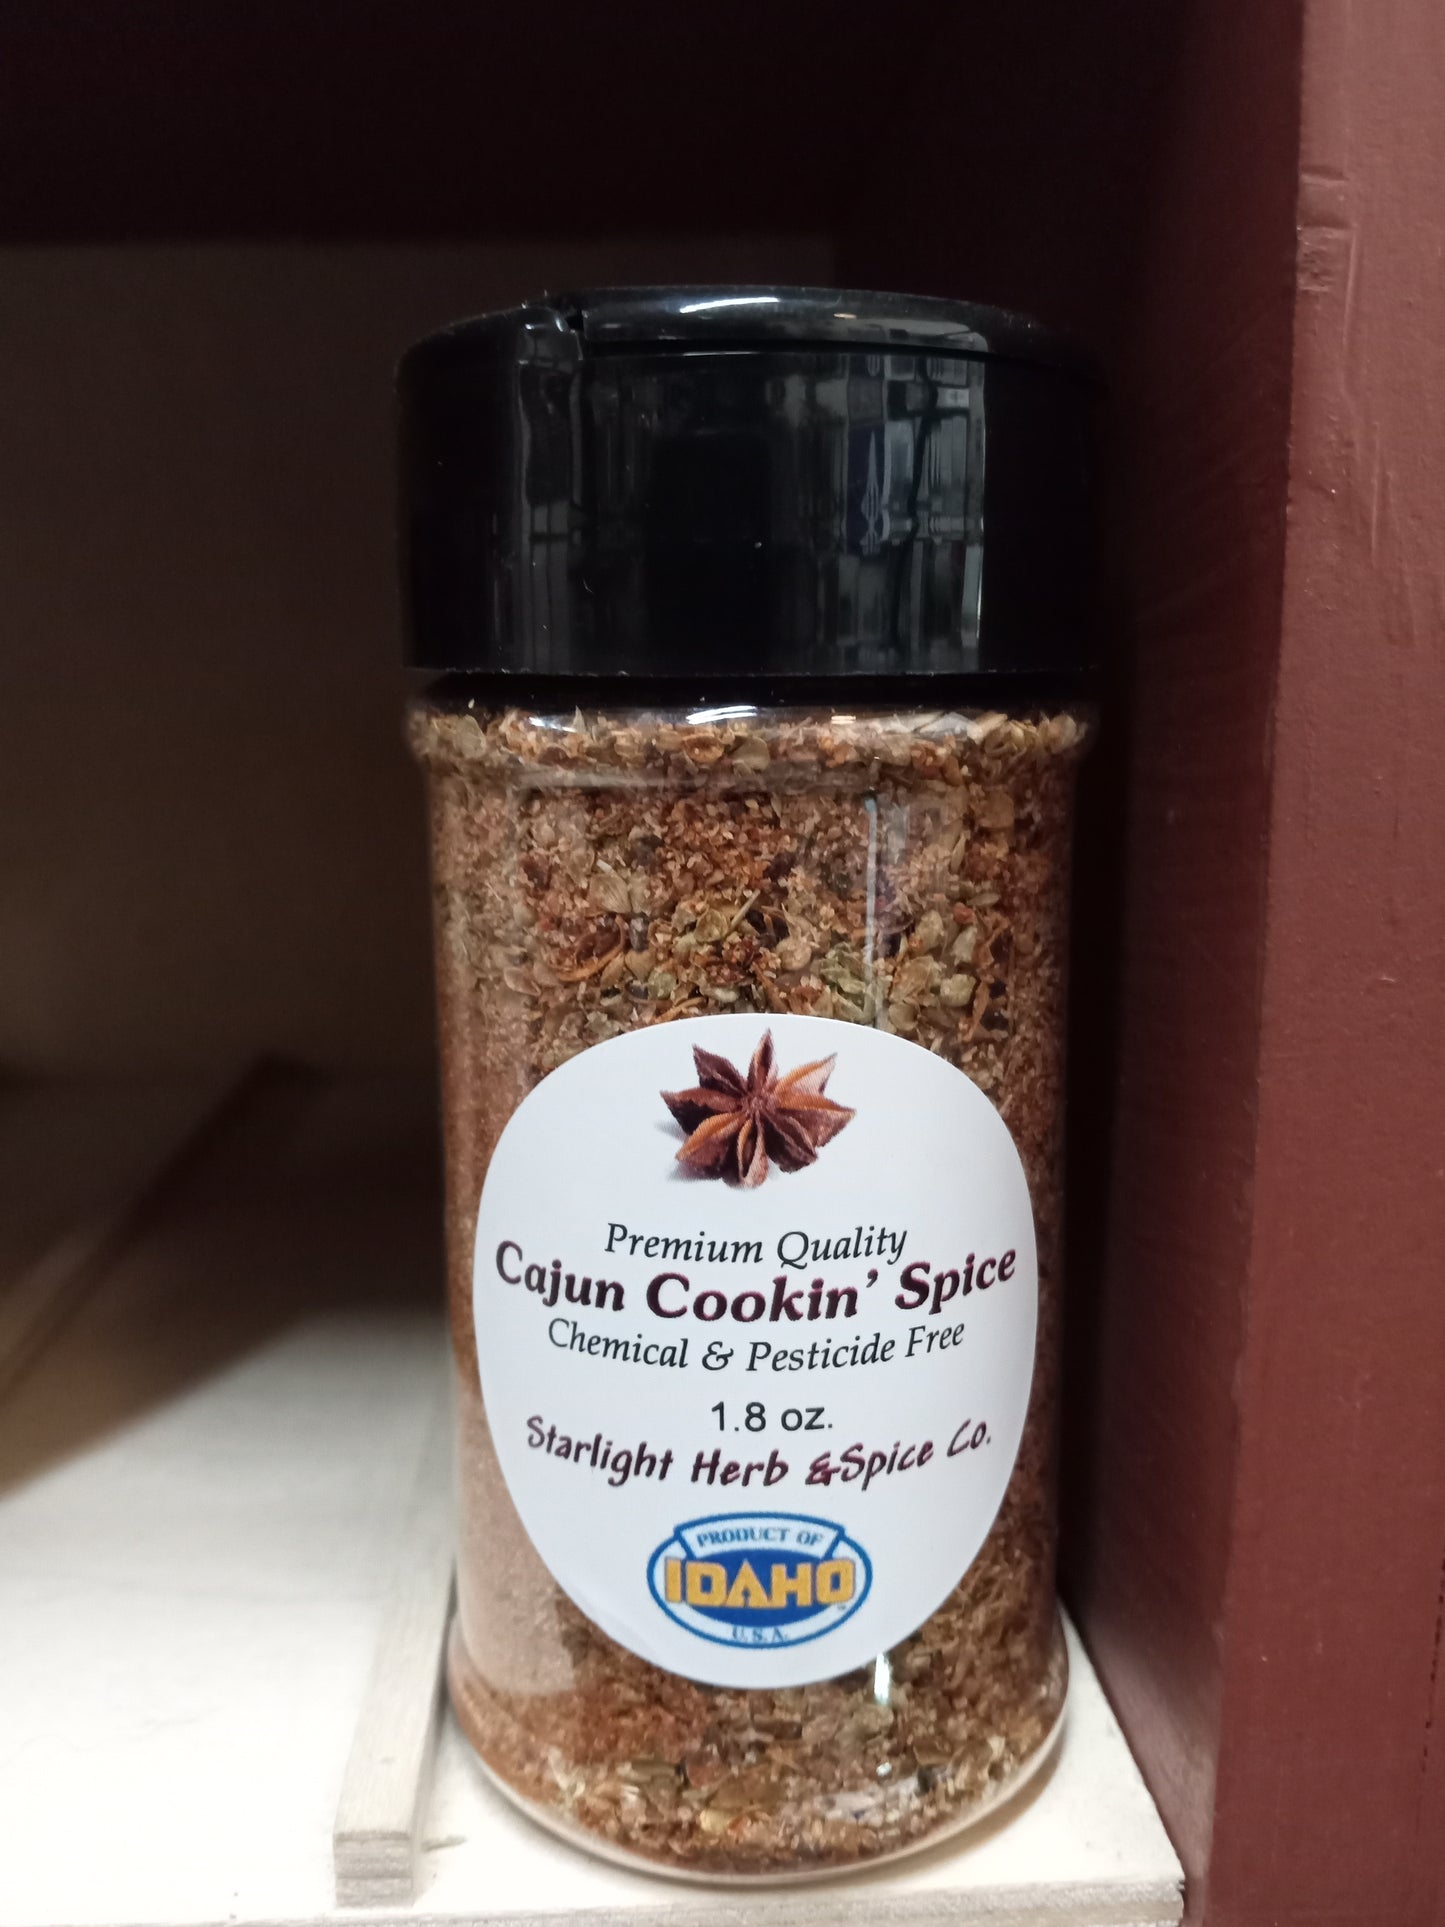 Premium Quality
Cajun Cookin' Spice
Chemical & Pesticide Free
1.8 oz.
Starlight Herb &Spice Co.
PRODUCT OF
IDAHO
U.S.A.